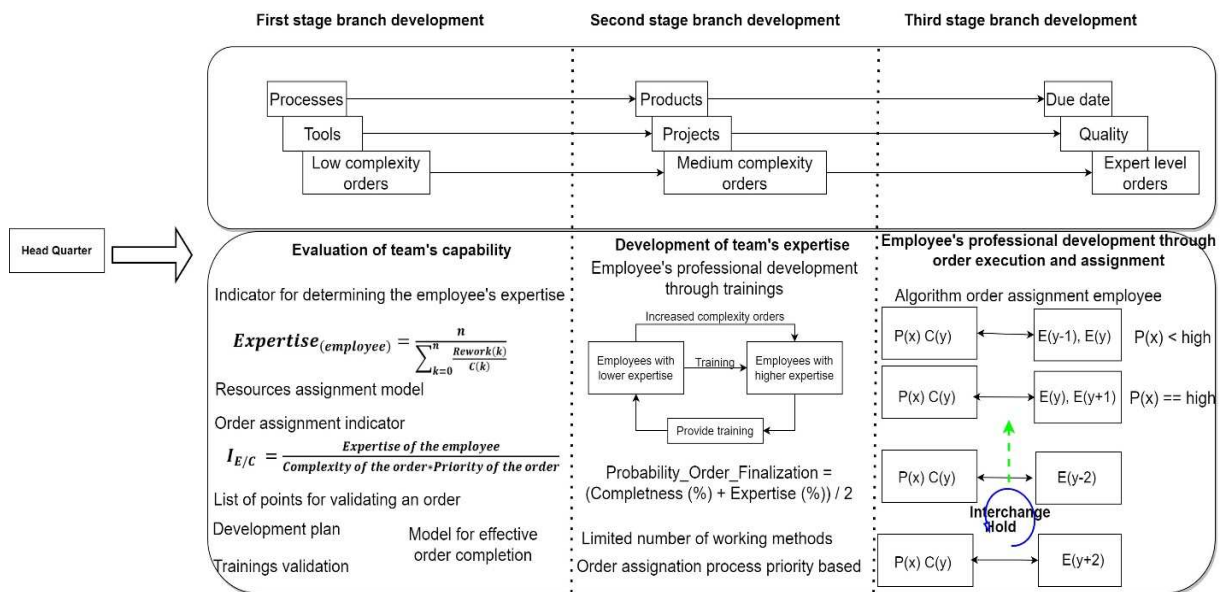 First stage branch development
Second stage branch development
Third stage branch development
Processes
Products
Due date
Tools
Projects
Quality
Low complexity
orders
Medium complexity
orders
Expert level
orders
Head Quarter
Evaluation of team's capability
Indicator for determining the employee's expertise
Expertise(employee) = n / ∑ⁿₖ₌₀ Rework(k)/C(k)
Resources assignment model
Order assignment indicator
I_E/C = Expertise of the employee / Complexity of the order*Priority of the order
List of points for validating an order
Development plan
Model for effective
order completion
Trainings validation
Development of team's expertise
Employee's professional development
through trainings
Increased complexity orders
Employees with
lower expertise
Training
Employees with
higher expertise
Provide training
Probability_Order_Finalization =
(Completness (%) + Expertise (%)) / 2
Limited number of working methods
Order assignation process priority based
Employee's professional development through
order execution and assignment
Algorithm order assignment employee
P(x) C(y)
E(y-1), E(y)
P(x) < high
P(x) C(y)
E(y), E(y+1)
P(x) == high
P(x) C(y)
E(y-2)
Interchange
Hold
P(x) C(y)
E(y+2)